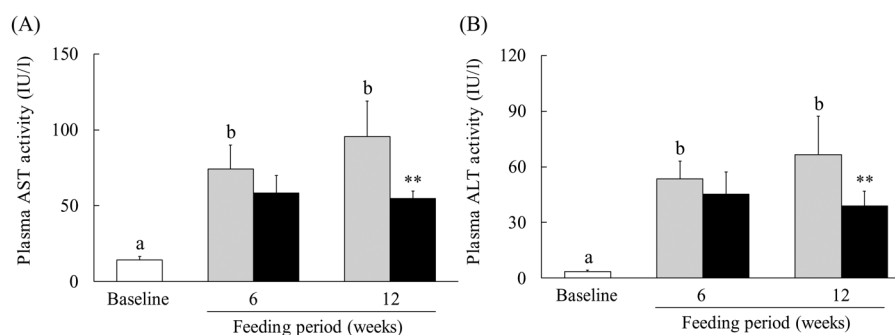 (A)
Plasma AST activity (IU/l)
150
100
50
0
a
b
b
**
Baseline
6
12
Feeding period (weeks)
(B)
Plasma ALT activity (IU/l)
120
90
60
30
0
a
b
b
**
Baseline
6
12
Feeding period (weeks)